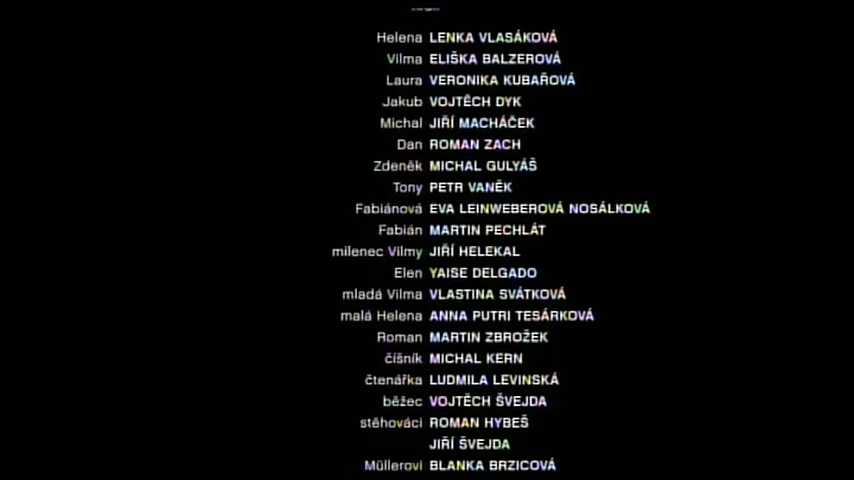 Helena LENKA VLASÁKOVÁ
Vilma ELIŠKA BALZEROVÁ
Laura VERONIKA KUBAŘOVÁ
Jakub VOJTĚCH DYK
Michal JIŘÍ MACHÁČEK
Dan ROMAN ZACH
Zdeněk MICHAL GULYÁŠ
Tony PETR VANĚK
Fabiánová EVA LEINWEBEROVÁ NOSÁLKOVÁ
Fabián MARTIN PECHLÁT
milenec Vilmy JIŘÍ HELEKAL
Elen YAISE DELGADO
mladá Vilma VLASTINA SVÁTKOVÁ
malá Helena ANNA PUTRI TESÁRKOVÁ
Roman MARTIN ZBROŽEK
číšník MICHAL KERN
čtenářka LUDMILA LEVINSKÁ
běžec VOJTĚCH ŠVEJDA
stěhováci ROMAN HYBEŠ
JIŘÍ ŠVEJDA
Müllerovi BLANKA BRZICOVÁ